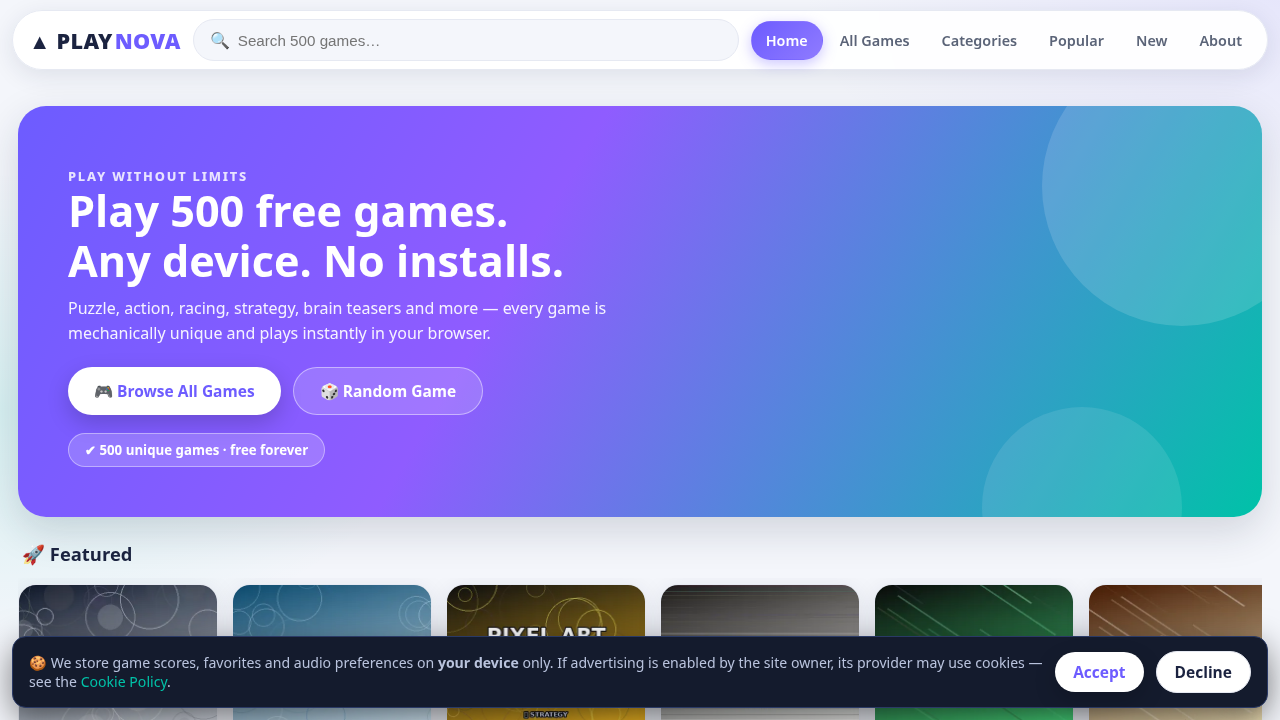 ▲ PLAYNOVA
🔍 Search 500 games…
Home
All Games
Categories
Popular
New
About
PLAY WITHOUT LIMITS
Play 500 free games.
Any device. No installs.
Puzzle, action, racing, strategy, brain teasers and more — every game is
mechanically unique and plays instantly in your browser.
🎮 Browse All Games
🎲 Random Game
✔ 500 unique games · free forever
🚀 Featured
PIXEL ART
🍪 We store game scores, favorites and audio preferences on your device only. If advertising is enabled by the site owner, its provider may use cookies —
see the Cookie Policy.
Accept
Decline
STRATEGY